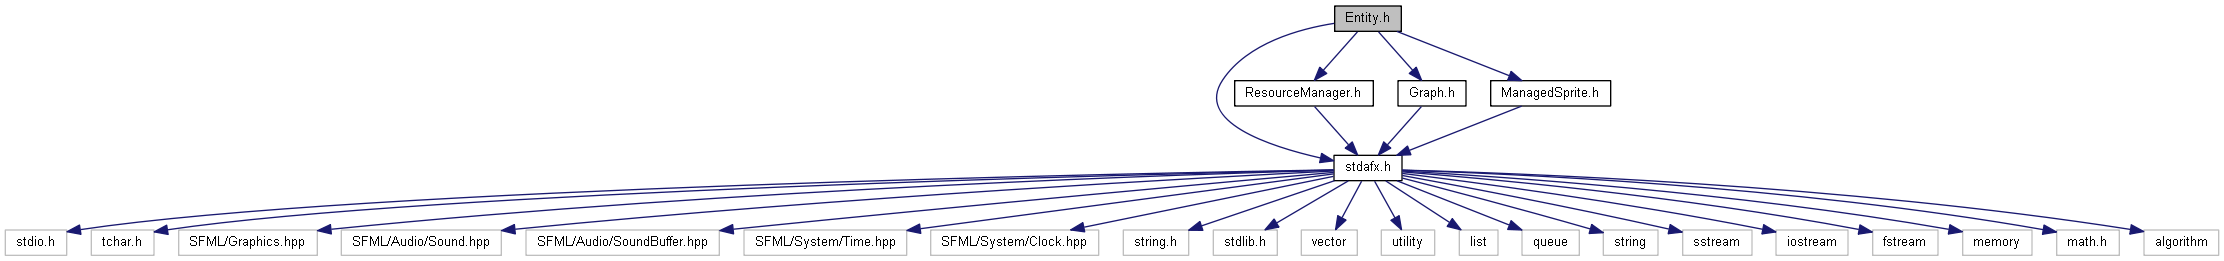 Entity.h
ResourceManager.h
Graph.h
ManagedSprite.h
stdafx.h
stdio.h
tchar.h
SFML/Graphics.hpp
SFML/Audio/Sound.hpp
SFML/Audio/SoundBuffer.hpp
SFML/System/Time.hpp
SFML/System/Clock.hpp
string.h
stdlib.h
vector
utility
list
queue
string
sstream
iostream
fstream
memory
math.h
algorithm